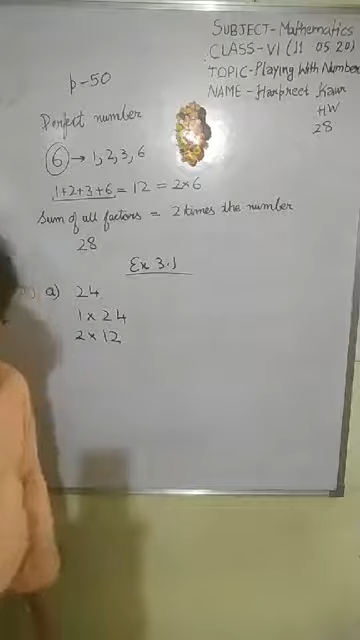 SUBJECT-Mathematics
CLASS-VI (11 05 20)
TOPIC-Playing With Number
NAME-Harpreet Kaur
HW
28
p-50
Perfect number
6 → 1, 2, 3, 6
1+2+3+6 = 12 = 2×6
Sum of all factors = 2 times the number
28
Ex 3.1
a) 24
1 × 24
2 × 12